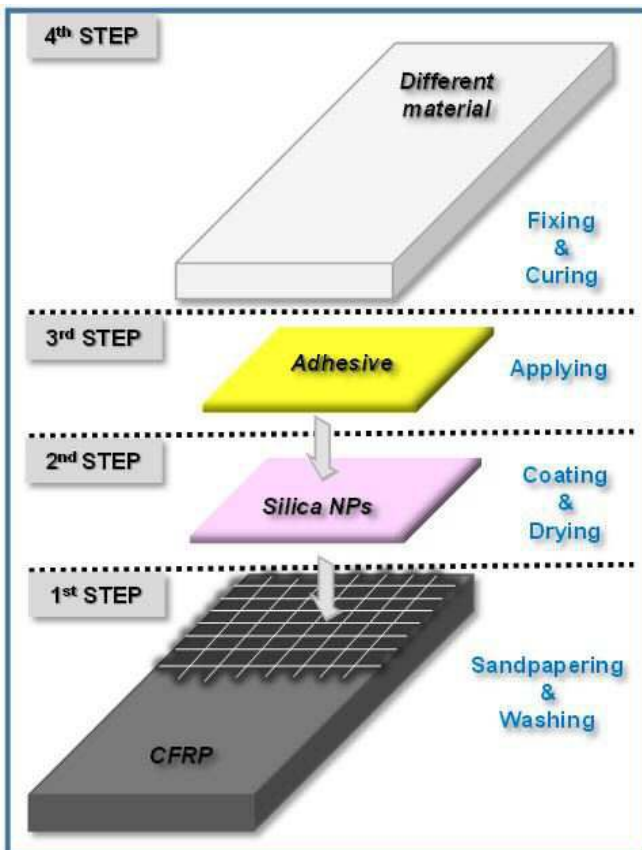 4th STEP
Different
material
Fixing
&
Curing
3rd STEP
Adhesive
Applying
2nd STEP
Silica NPs
Coating
&
Drying
1st STEP
Sandpapering
&
Washing
CFRP